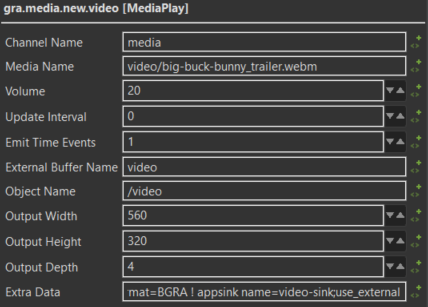 gra.media.new.video [MediaPlay]
Channel Name media
Media Name video/big-buck-bunny_trailer.webm
Volume 20
Update Interval 0
Emit Time Events 1
External Buffer Name video
Object Name /video
Output Width 560
Output Height 320
Output Depth 4
Extra Data mat=BGRA ! appsink name=video-sink;use_external